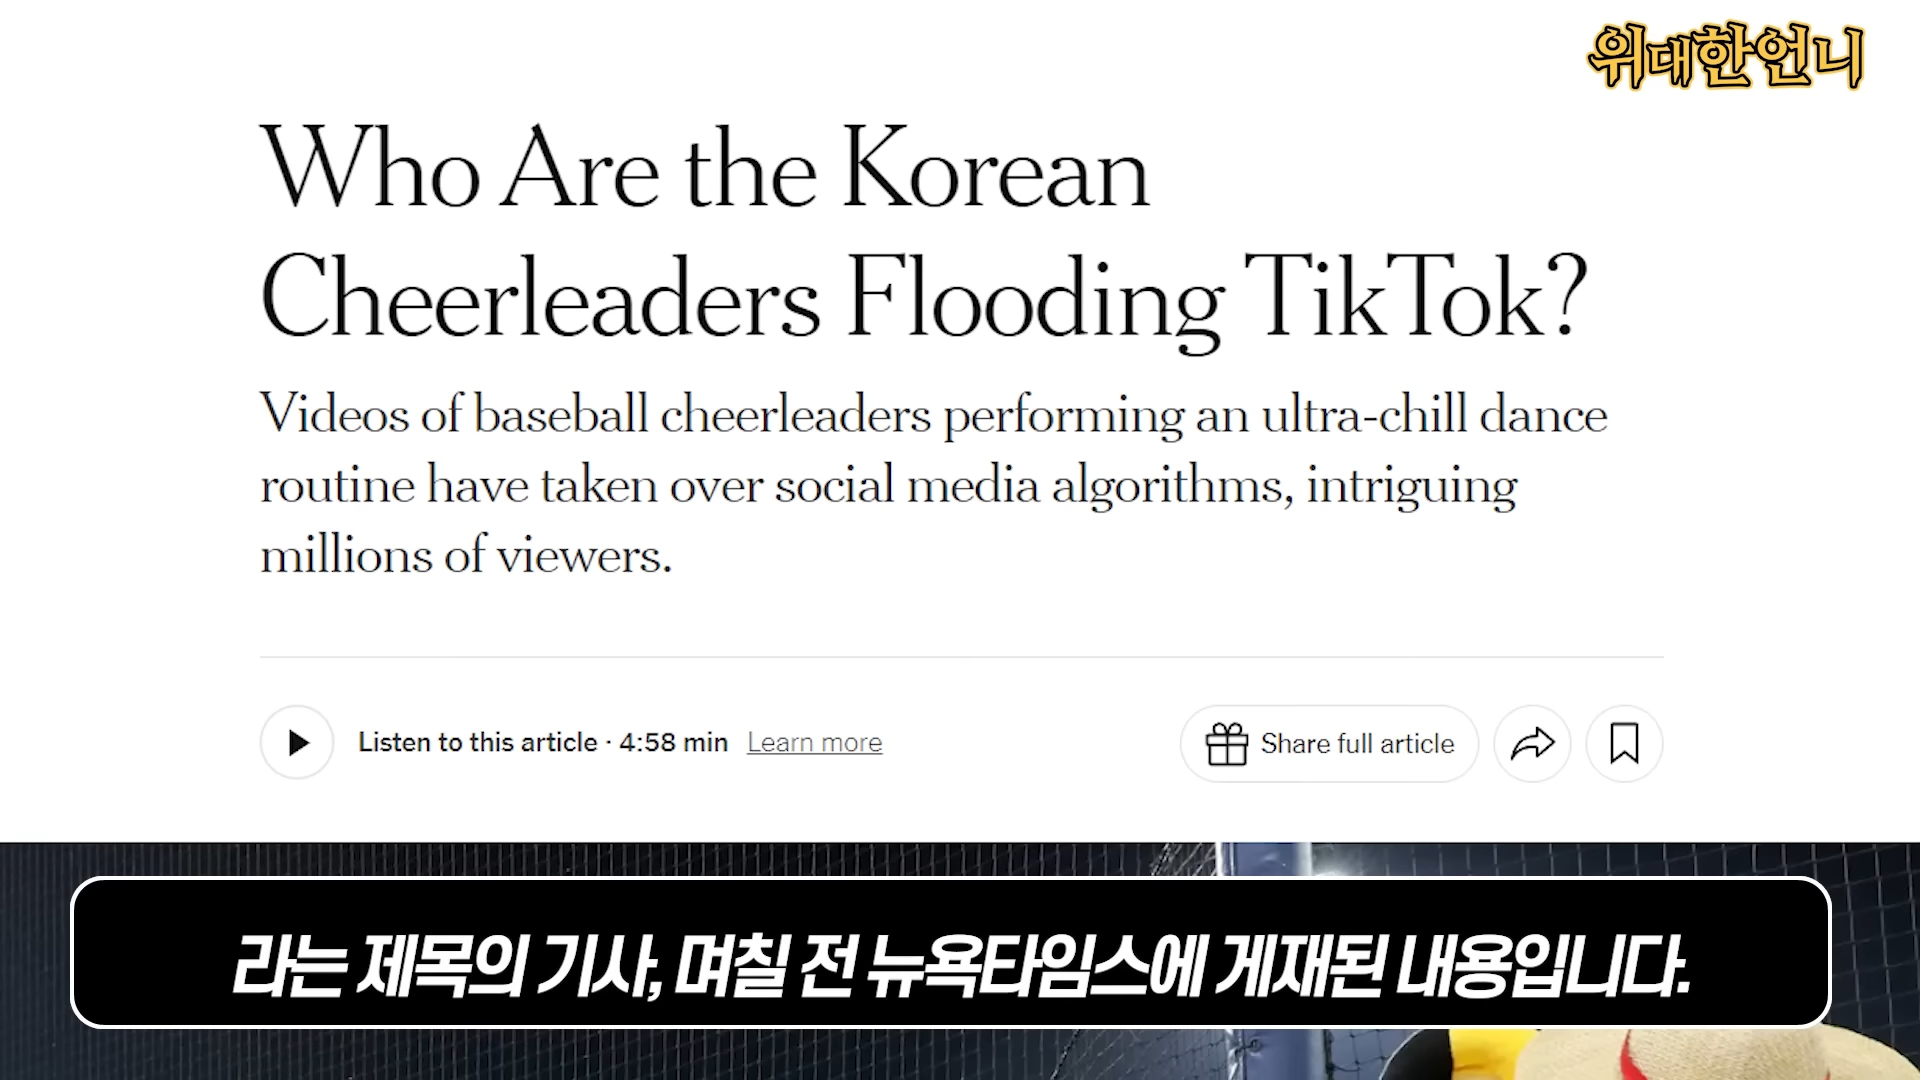 위대한언니
Who Are the Korean
Cheerleaders Flooding TikTok?
Videos of baseball cheerleaders performing an ultra-chill dance
routine have taken over social media algorithms, intriguing
millions of viewers.
Listen to this article · 4:58 min Learn more
Share full article
라는 제목의 기사, 며칠 전 뉴욕타임스에 게재된 내용입니다.